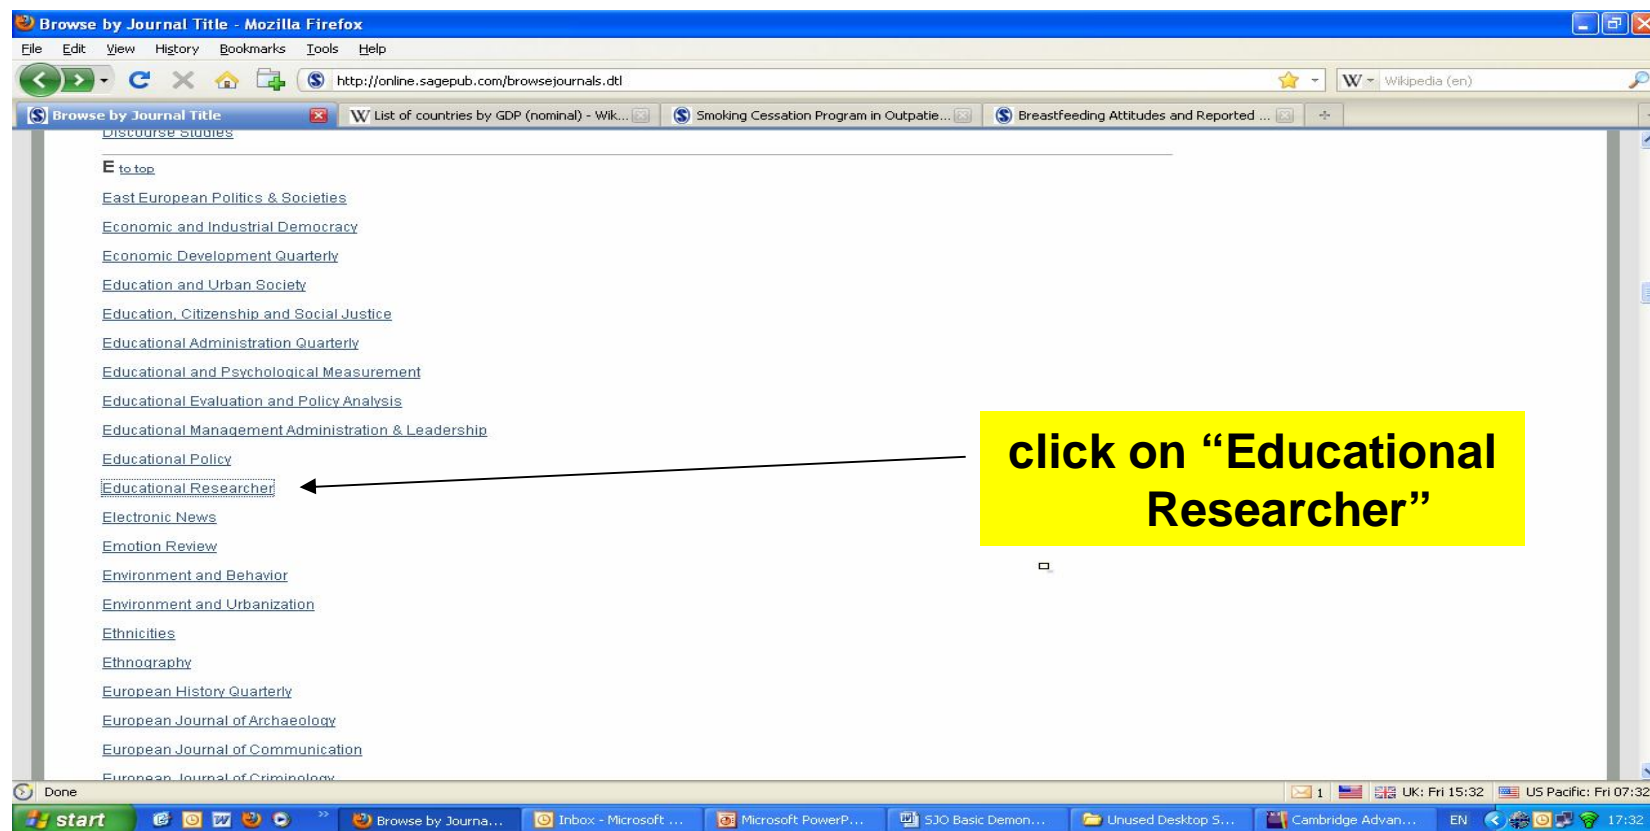 Browse by Journal Title - Mozilla Firefox
File Edit View History Bookmarks Tools Help
http://online.sagepub.com/browsejournals.dtl
W Wikipedia (en)
Browse by Journal Title
W List of countries by GDP (nominal) - Wik...
Smoking Cessation Program in Outpatie...
Breastfeeding Attitudes and Reported ...
Discourse Studies
E to top
East European Politics & Societies
Economic and Industrial Democracy
Economic Development Quarterly
Education and Urban Society
Education, Citizenship and Social Justice
Educational Administration Quarterly
Educational and Psychological Measurement
Educational Evaluation and Policy Analysis
Educational Management Administration & Leadership
Educational Policy
Educational Researcher
click on “Educational
Researcher”
Electronic News
Emotion Review
Environment and Behavior
Environment and Urbanization
Ethnicities
Ethnography
European History Quarterly
European Journal of Archaeology
European Journal of Communication
European Journal of Criminology
Done
1 UK: Fri 15:32 US Pacific: Fri 07:32
start
Browse by Journa...
Inbox - Microsoft ...
Microsoft PowerP...
SJO Basic Demon...
Unused Desktop S...
Cambridge Advan...
EN 17:32